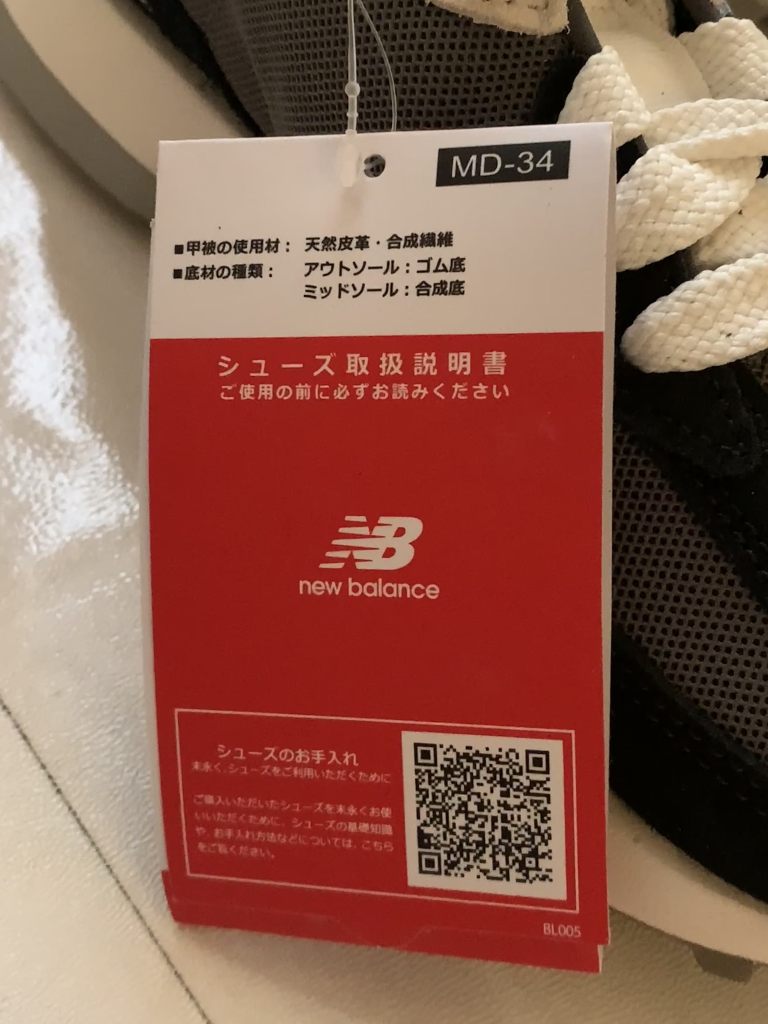 MD-34
■甲被の使用材： 天然皮革・合成繊維
■底材の種類： アウトソール：ゴム底
ミッドソール：合成底
シューズ取扱説明書
ご使用の前に必ずお読みください
NB
new balance
シューズのお手入れ
末永く、シューズをご利用いただくために
ご購入いただいたシューズを末永くお使
いいただくために、シューズの基礎知識
や、お手入れ方法などについては、こちら
をご覧ください。
BL005